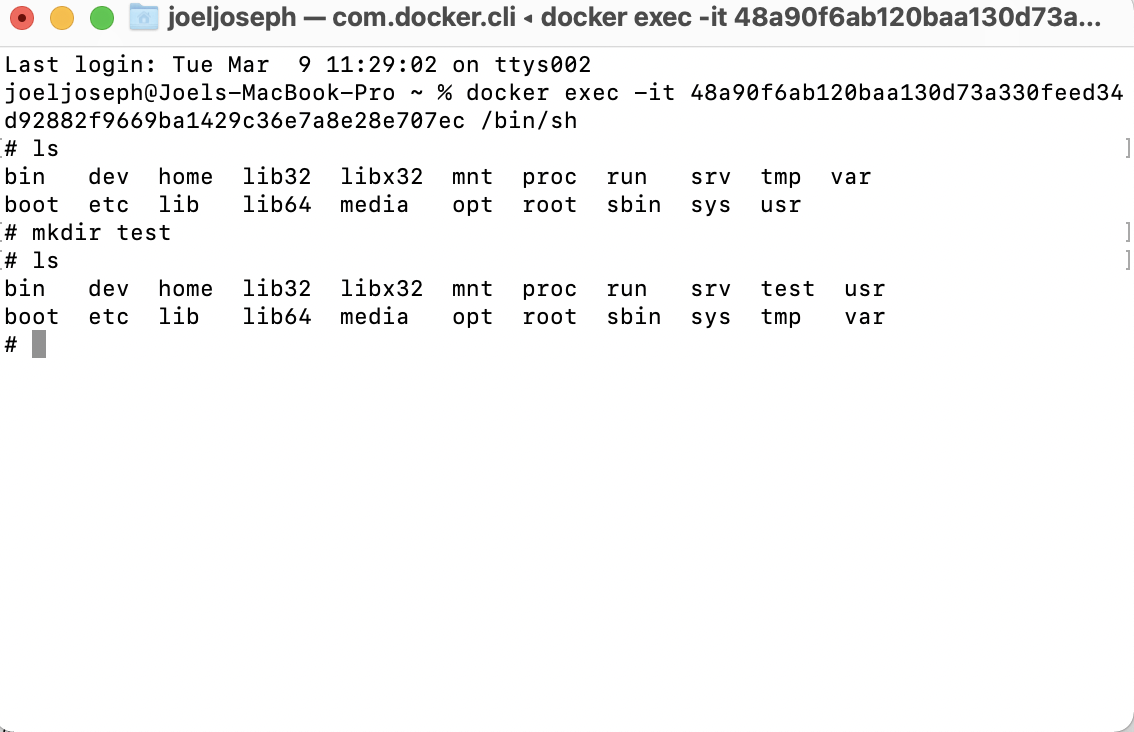 joeljoseph — com.docker.cli ◂ docker exec -it 48a90f6ab120baa130d73a...
Last login: Tue Mar  9 11:29:02 on ttys002
joeljoseph@Joels-MacBook-Pro ~ % docker exec -it 48a90f6ab120baa130d73a330feed34
d92882f9669ba1429c36e7a8e28e707ec /bin/sh
[# ls ]
bin   dev  home  lib32  libx32  mnt  proc  run   srv  tmp  var
boot  etc  lib   lib64  media   opt  root  sbin  sys  usr
[# mkdir test ]
[# ls ]
bin   dev  home  lib32  libx32  mnt  proc  run   srv  test  usr
boot  etc  lib   lib64  media   opt  root  sbin  sys  tmp   var
#